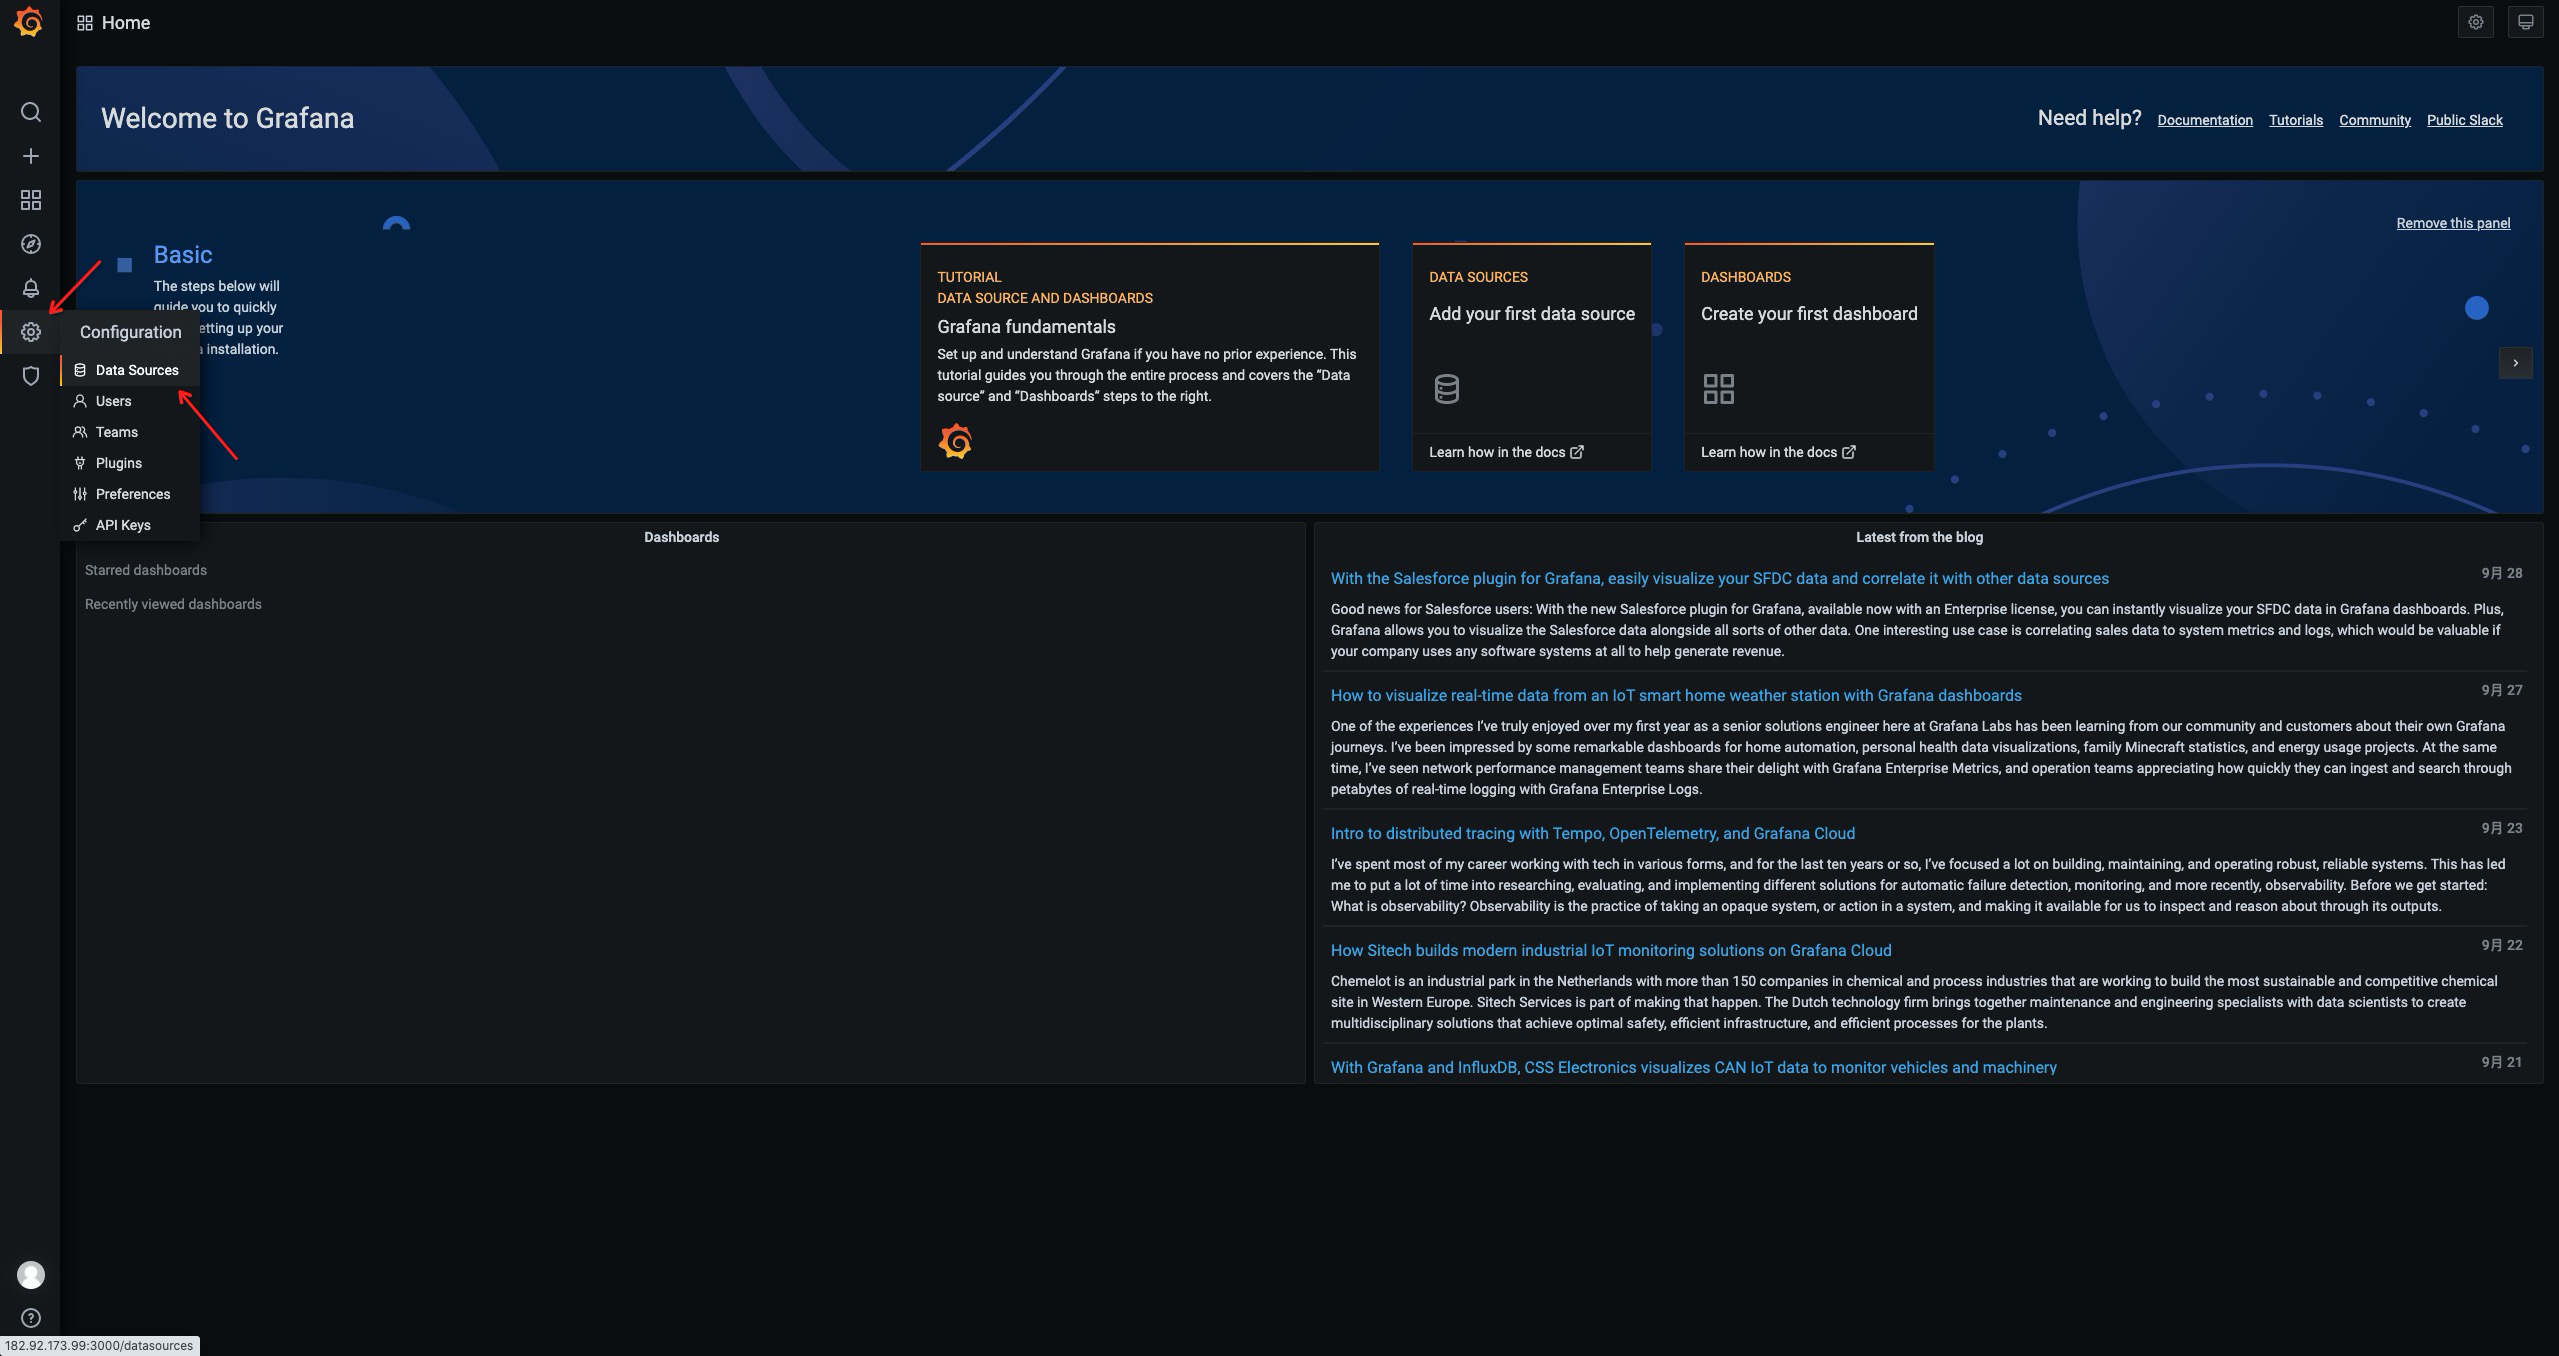 Home
Welcome to Grafana
Need help? Documentation Tutorials Community Public Slack
Remove this panel
Basic
The steps below will
guide you to quickly
etting up your
installation.
Configuration
Data Sources
Users
Teams
Plugins
Preferences
API Keys
TUTORIAL
DATA SOURCE AND DASHBOARDS
Grafana fundamentals
Set up and understand Grafana if you have no prior experience. This
tutorial guides you through the entire process and covers the “Data
source” and “Dashboards” steps to the right.
DATA SOURCES
Add your first data source
Learn how in the docs
DASHBOARDS
Create your first dashboard
Learn how in the docs
Dashboards
Starred dashboards
Recently viewed dashboards
Latest from the blog
With the Salesforce plugin for Grafana, easily visualize your SFDC data and correlate it with other data sources
9月 28
Good news for Salesforce users: With the new Salesforce plugin for Grafana, available now with an Enterprise license, you can instantly visualize your SFDC data in Grafana dashboards. Plus,
Grafana allows you to visualize the Salesforce data alongside all sorts of other data. One interesting use case is correlating sales data to system metrics and logs, which would be valuable if
your company uses any software systems at all to help generate revenue.
How to visualize real-time data from an IoT smart home weather station with Grafana dashboards
9月 27
One of the experiences I’ve truly enjoyed over my first year as a senior solutions engineer here at Grafana Labs has been learning from our community and customers about their own Grafana
journeys. I’ve been impressed by some remarkable dashboards for home automation, personal health data visualizations, family Minecraft statistics, and energy usage projects. At the same
time, I’ve seen network performance management teams share their delight with Grafana Enterprise Metrics, and operation teams appreciating how quickly they can ingest and search through
petabytes of real-time logging with Grafana Enterprise Logs.
Intro to distributed tracing with Tempo, OpenTelemetry, and Grafana Cloud
9月 23
I’ve spent most of my career working with tech in various forms, and for the last ten years or so, I’ve focused a lot on building, maintaining, and operating robust, reliable systems. This has led
me to put a lot of time into researching, evaluating, and implementing different solutions for automatic failure detection, monitoring, and more recently, observability. Before we get started:
What is observability? Observability is the practice of taking an opaque system, or action in a system, and making it available for us to inspect and reason about through its outputs.
How Sitech builds modern industrial IoT monitoring solutions on Grafana Cloud
9月 22
Chemelot is an industrial park in the Netherlands with more than 150 companies in chemical and process industries that are working to build the most sustainable and competitive chemical
site in Western Europe. Sitech Services is part of making that happen. The Dutch technology firm brings together maintenance and engineering specialists with data scientists to create
multidisciplinary solutions that achieve optimal safety, efficient infrastructure, and efficient processes for the plants.
With Grafana and InfluxDB, CSS Electronics visualizes CAN IoT data to monitor vehicles and machinery
9月 21
182.92.173.99:3000/datasources